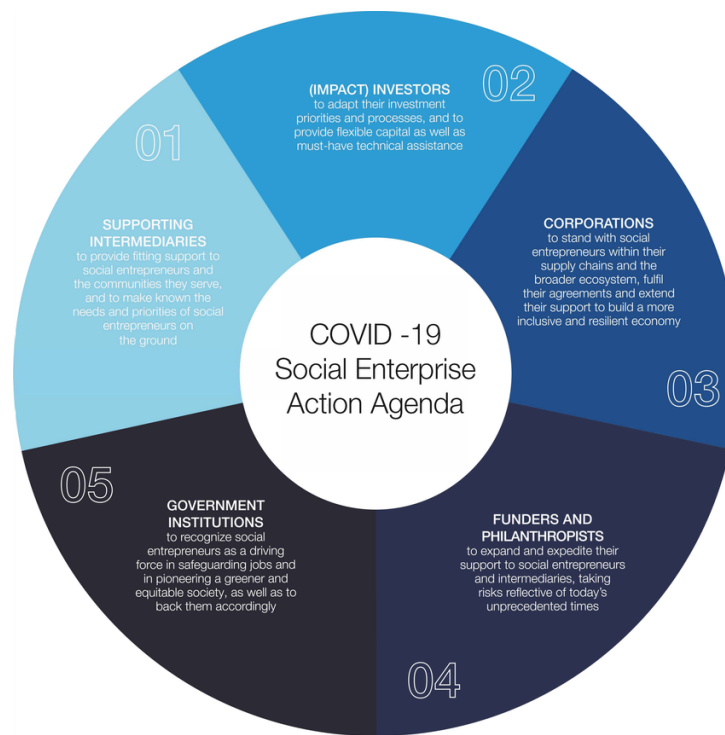 COVID -19
Social Enterprise
Action Agenda
01
SUPPORTING
INTERMEDIARIES
to provide fitting support to
social entrepreneurs and
the communities they serve,
and to make known the
needs and priorities of social
entrepreneurs on
the ground
02
(IMPACT) INVESTORS
to adapt their investment
priorities and processes, and to
provide flexible capital as well as
must-have technical assistance
03
CORPORATIONS
to stand with social
entrepreneurs within their
supply chains and the
broader ecosystem, fulfil
their agreements and extend
their support to build a more
inclusive and resilient economy
04
FUNDERS AND
PHILANTHROPISTS
to expand and expedite their
support to social entrepreneurs
and intermediaries, taking
risks reflective of today's
unprecedented times
05
GOVERNMENT
INSTITUTIONS
to recognize social
entrepreneurs as a driving
force in safeguarding jobs and
in pioneering a greener and
equitable society, as well as to
back them accordingly